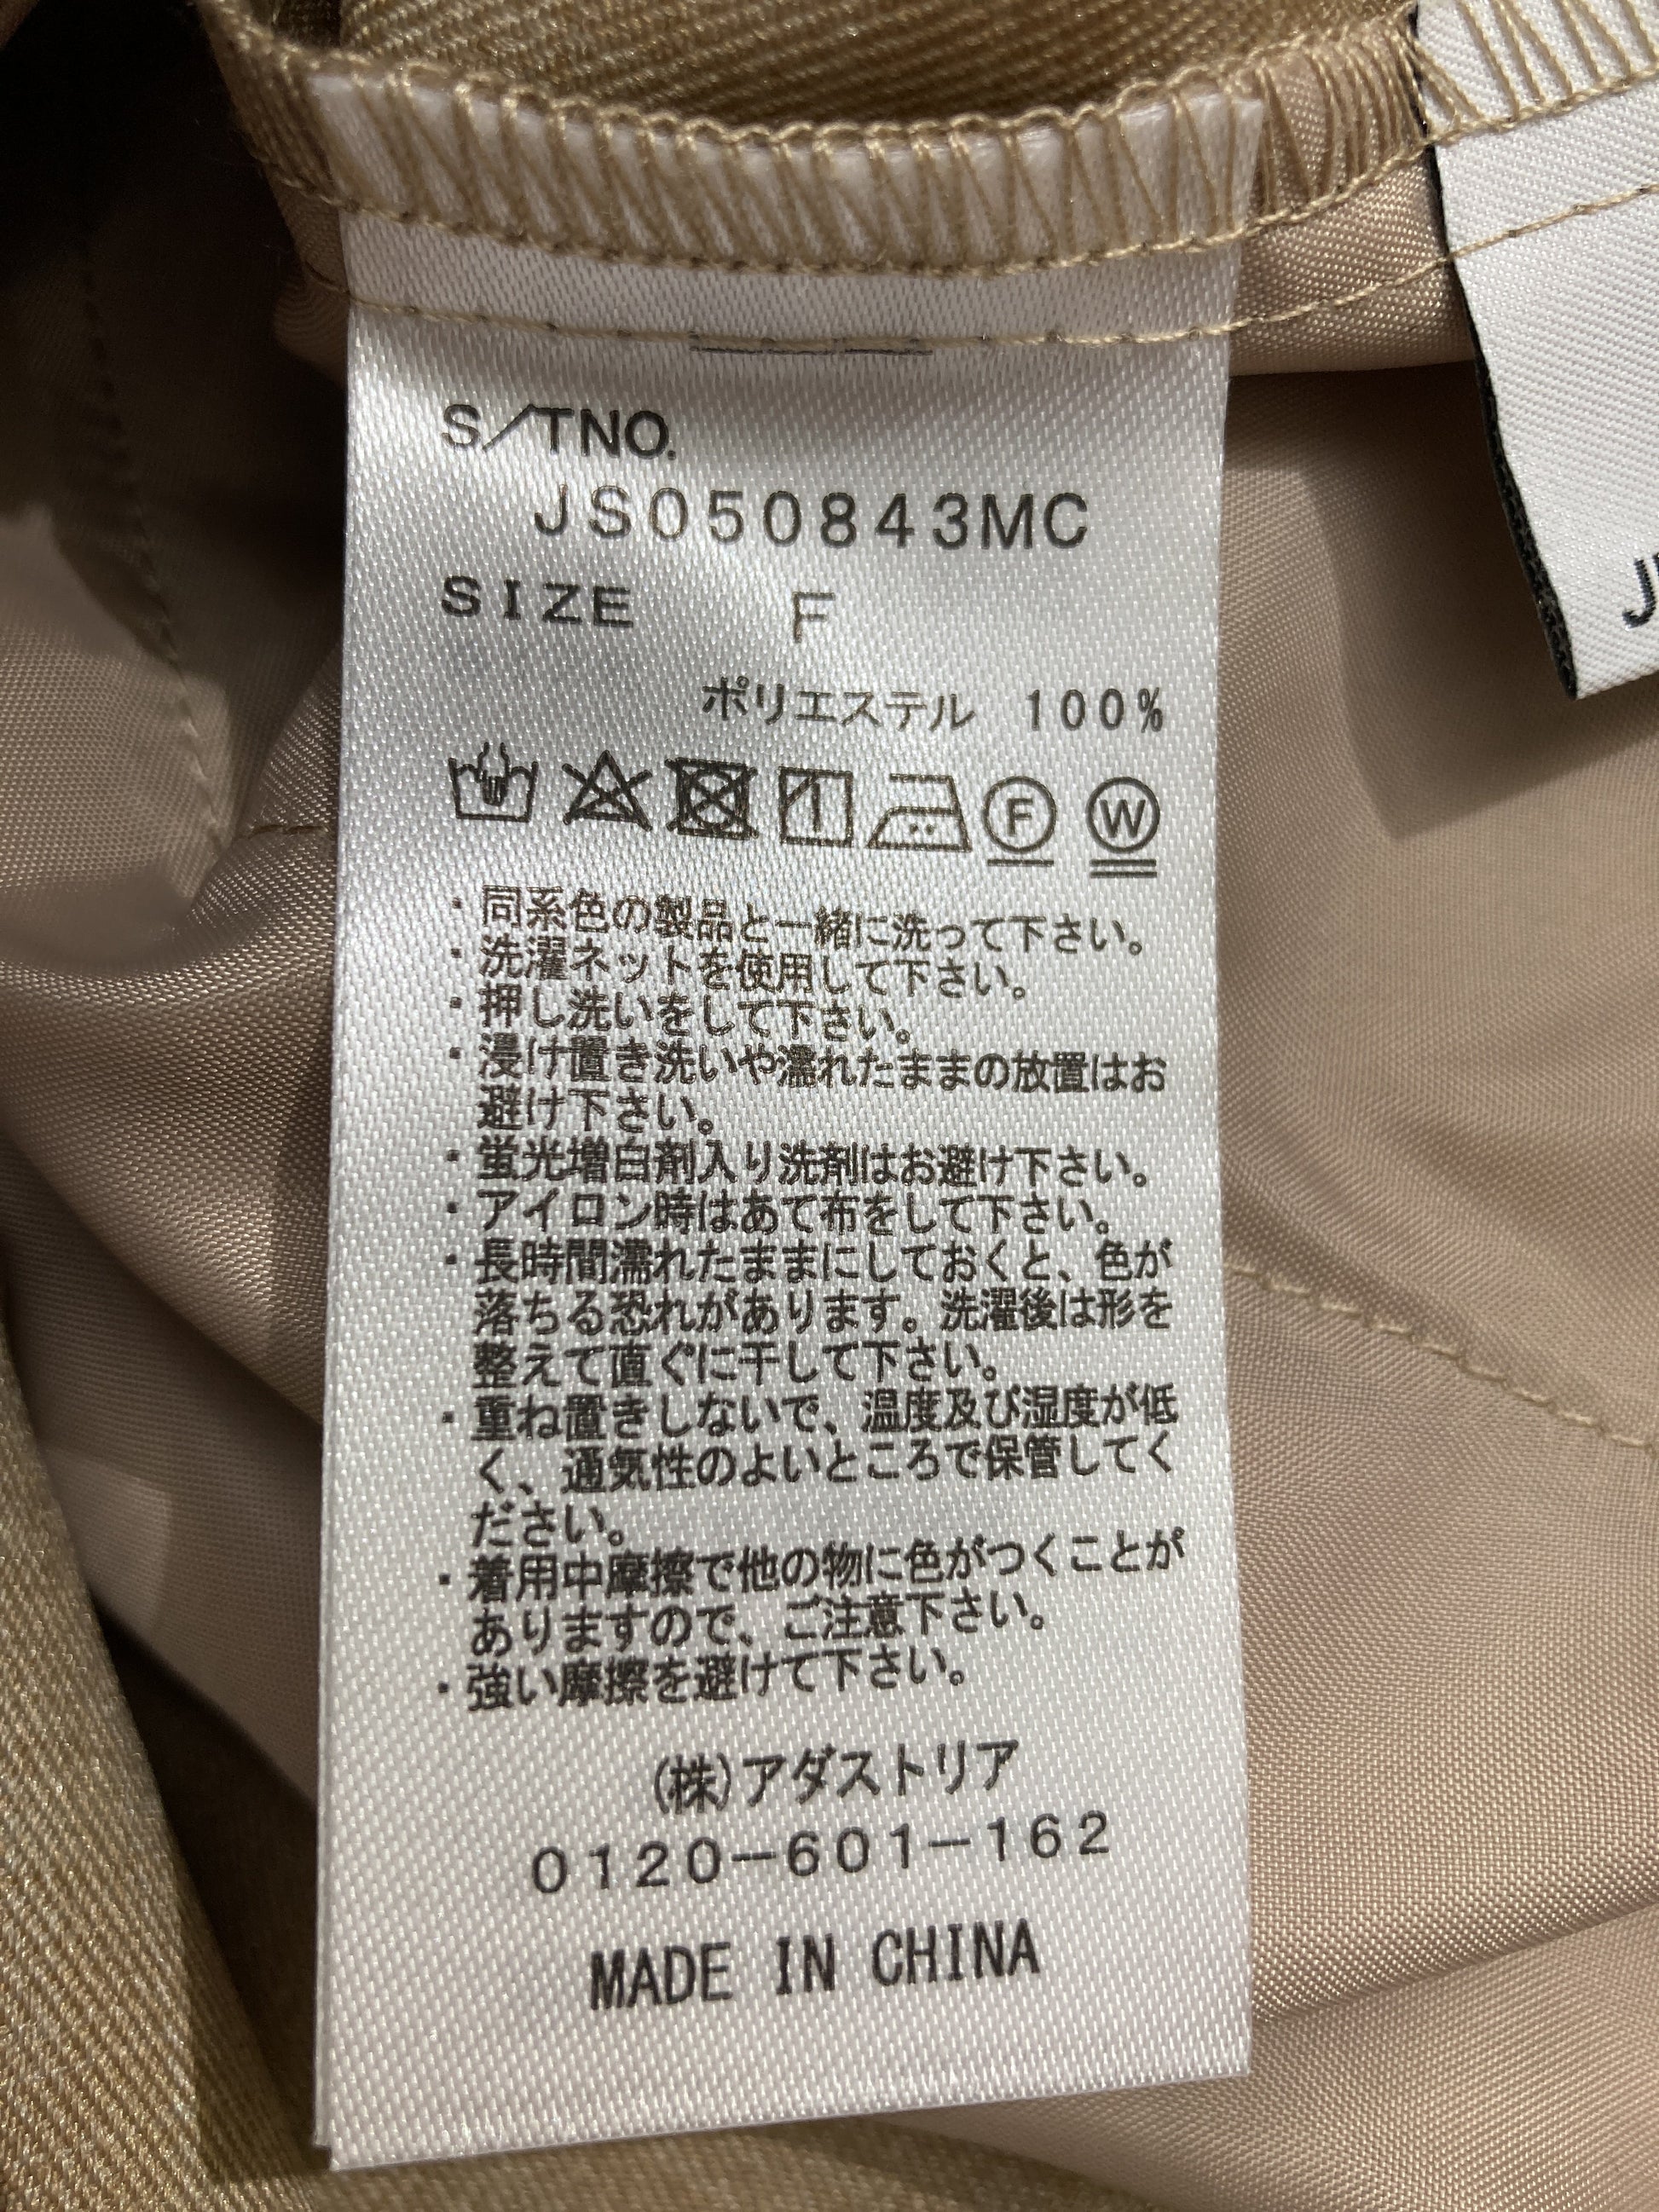 S/TNO.
JS050843MC
SIZE F
ポリエステル 100%
F W
・同系色の製品と一緒に洗って下さい。
・洗濯ネットを使用して下さい。
・押し洗いをして下さい。
・浸け置き洗いや濡れたままの放置はお
避け下さい。
・蛍光増白剤入り洗剤はお避け下さい。
・アイロン時はあて布をして下さい。
・長時間濡れたままにしておくと、色が
落ちる恐れがあります。洗濯後は形を
整えて直ぐに干して下さい。
・重ね置きしないで、温度及び湿度が低
く、通気性のよいところで保管してく
ださい。
・着用中摩擦で他の物に色がつくことが
ありますので、ご注意下さい。
・強い摩擦を避けて下さい。
(株)アダストリア
0120-601-162
MADE IN CHINA